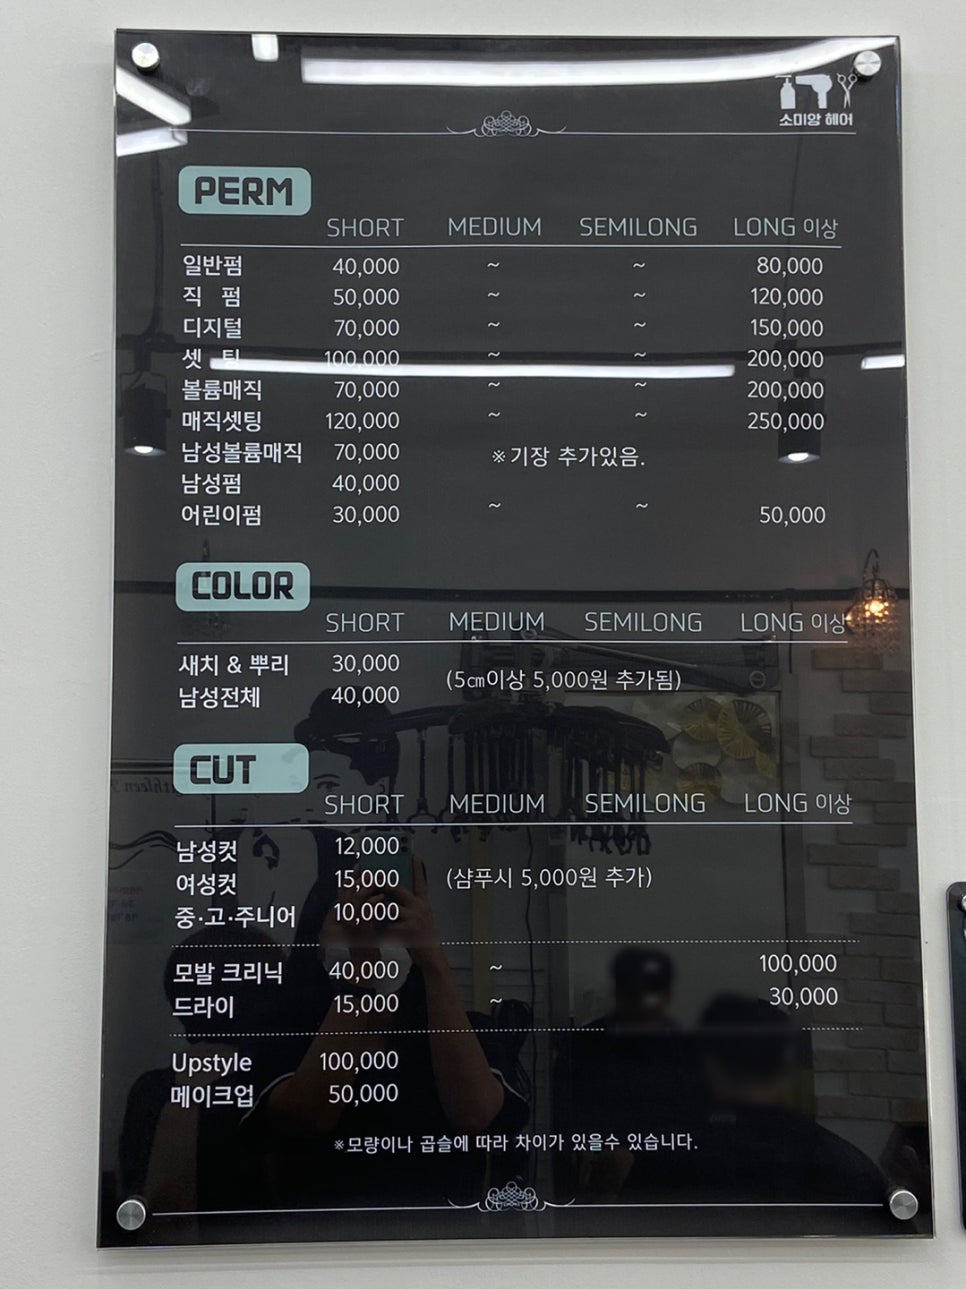 소미앙 헤어
PERM
SHORT MEDIUM SEMILONG LONG 이상
일반펌 40,000 ~ ~ 80,000
직 펌 50,000 ~ ~ 120,000
디지털 70,000 ~ ~ 150,000
셋 팅 100,000 ~ ~ 200,000
볼륨매직 70,000 ~ ~ 200,000
매직셋팅 120,000 ~ ~ 250,000
남성볼륨매직 70,000 ※기장 추가있음.
남성펌 40,000
어린이펌 30,000 ~ ~ 50,000
COLOR
SHORT MEDIUM SEMILONG LONG 이상
새치 & 뿌리 30,000 (5㎝이상 5,000원 추가됨)
남성전체 40,000
CUT
SHORT MEDIUM SEMILONG LONG 이상
남성컷 12,000
여성컷 15,000 (샴푸시 5,000원 추가)
중·고·주니어 10,000
모발 크리닉 40,000 ~ 100,000
드라이 15,000 ~ 30,000
Upstyle 100,000
메이크업 50,000
※모량이나 곱슬에 따라 차이가 있을수 있습니다.